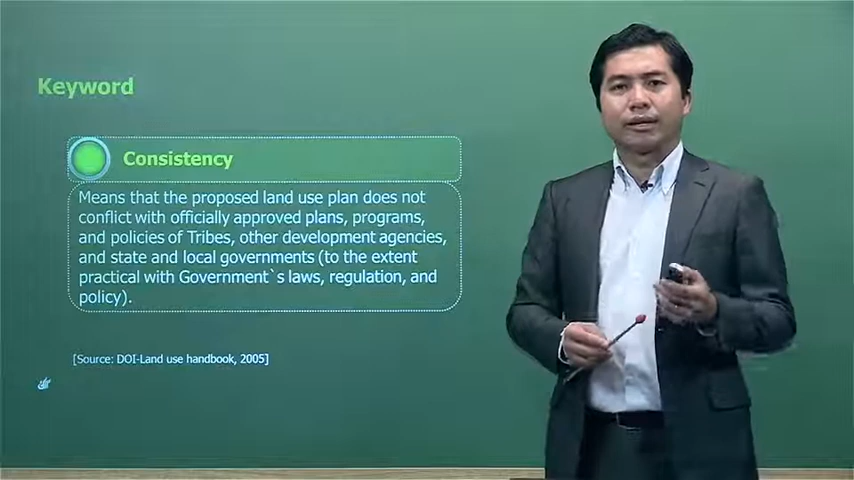 Keyword
Consistency
Means that the proposed land use plan does not
conflict with officially approved plans, programs,
and policies of Tribes, other development agencies,
and state and local governments (to the extent
practical with Government`s laws, regulation, and
policy).
[Source: DOI-Land use handbook, 2005]